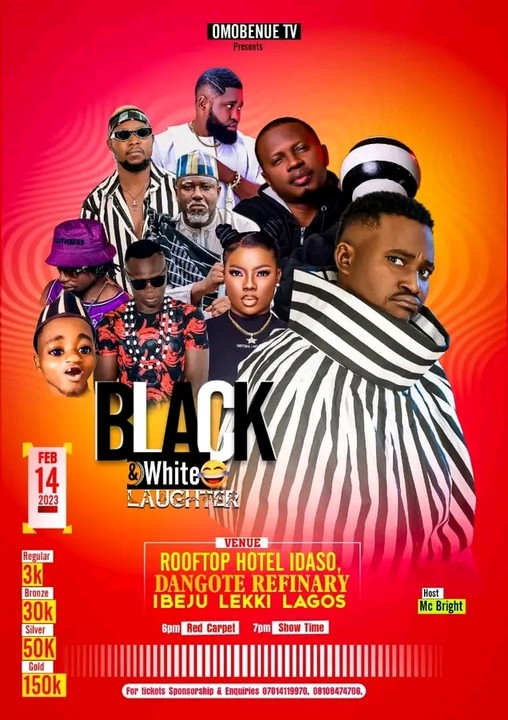 OMOBENUE TV
Presents
BLACK
& White
LAUGHTER
FEB
14
2023
Regular
3k
Bronze
30k
Silver
50K
Gold
150k
VENUE
ROOFTOP HOTEL IDASO,
DANGOTE REFINARY
IBEJU LEKKI LAGOS
6pm Red Carpet 7pm Show Time
Host
Mc Bright
For tickets Sponsorship & Enquiries 07014119970, 08108474706.